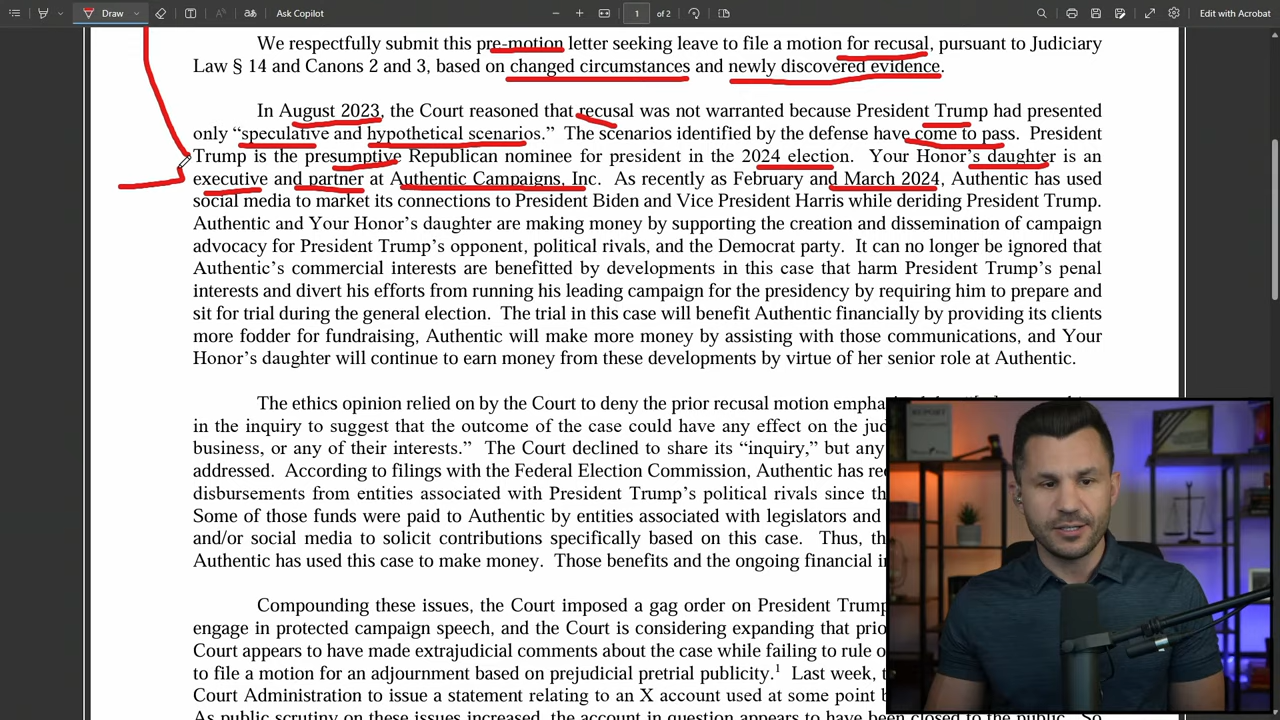 Draw
Ask Copilot
1 of 2
Edit with Acrobat
We respectfully submit this pre-motion letter seeking leave to file a motion for recusal, pursuant to Judiciary
Law § 14 and Canons 2 and 3, based on changed circumstances and newly discovered evidence.
In August 2023, the Court reasoned that recusal was not warranted because President Trump had presented
only “speculative and hypothetical scenarios.” The scenarios identified by the defense have come to pass. President
Trump is the presumptive Republican nominee for president in the 2024 election. Your Honor’s daughter is an
executive and partner at Authentic Campaigns, Inc. As recently as February and March 2024, Authentic has used
social media to market its connections to President Biden and Vice President Harris while deriding President Trump.
Authentic and Your Honor’s daughter are making money by supporting the creation and dissemination of campaign
advocacy for President Trump’s opponent, political rivals, and the Democrat party. It can no longer be ignored that
Authentic’s commercial interests are benefitted by developments in this case that harm President Trump’s penal
interests and divert his efforts from running his leading campaign for the presidency by requiring him to prepare and
sit for trial during the general election. The trial in this case will benefit Authentic financially by providing its clients
more fodder for fundraising, Authentic will make more money by assisting with those communications, and Your
Honor’s daughter will continue to earn money from these developments by virtue of her senior role at Authentic.
The ethics opinion relied on by the Court to deny the prior recusal motion
in the inquiry to suggest that the outcome of the case could have any effect on the
business, or any of their interests.” The Court declined to share its “inquiry,” but any
addressed. According to filings with the Federal Election Commission, Authentic has
disbursements from entities associated with President Trump’s political rivals since
Some of those funds were paid to Authentic by entities associated with legislators and
and/or social media to solicit contributions specifically based on this case. Thus,
Authentic has used this case to make money. Those benefits and the ongoing financial
Compounding these issues, the Court imposed a gag order on President Trump
engage in protected campaign speech, and the Court is considering expanding that
Court appears to have made extrajudicial comments about the case while failing to rule
to file a motion for an adjournment based on prejudicial pretrial publicity.¹ Last week,
Court Administration to issue a statement relating to an X account used at some point
As public scrutiny on these issues increased, the account in question appears to have been closed to the public. So